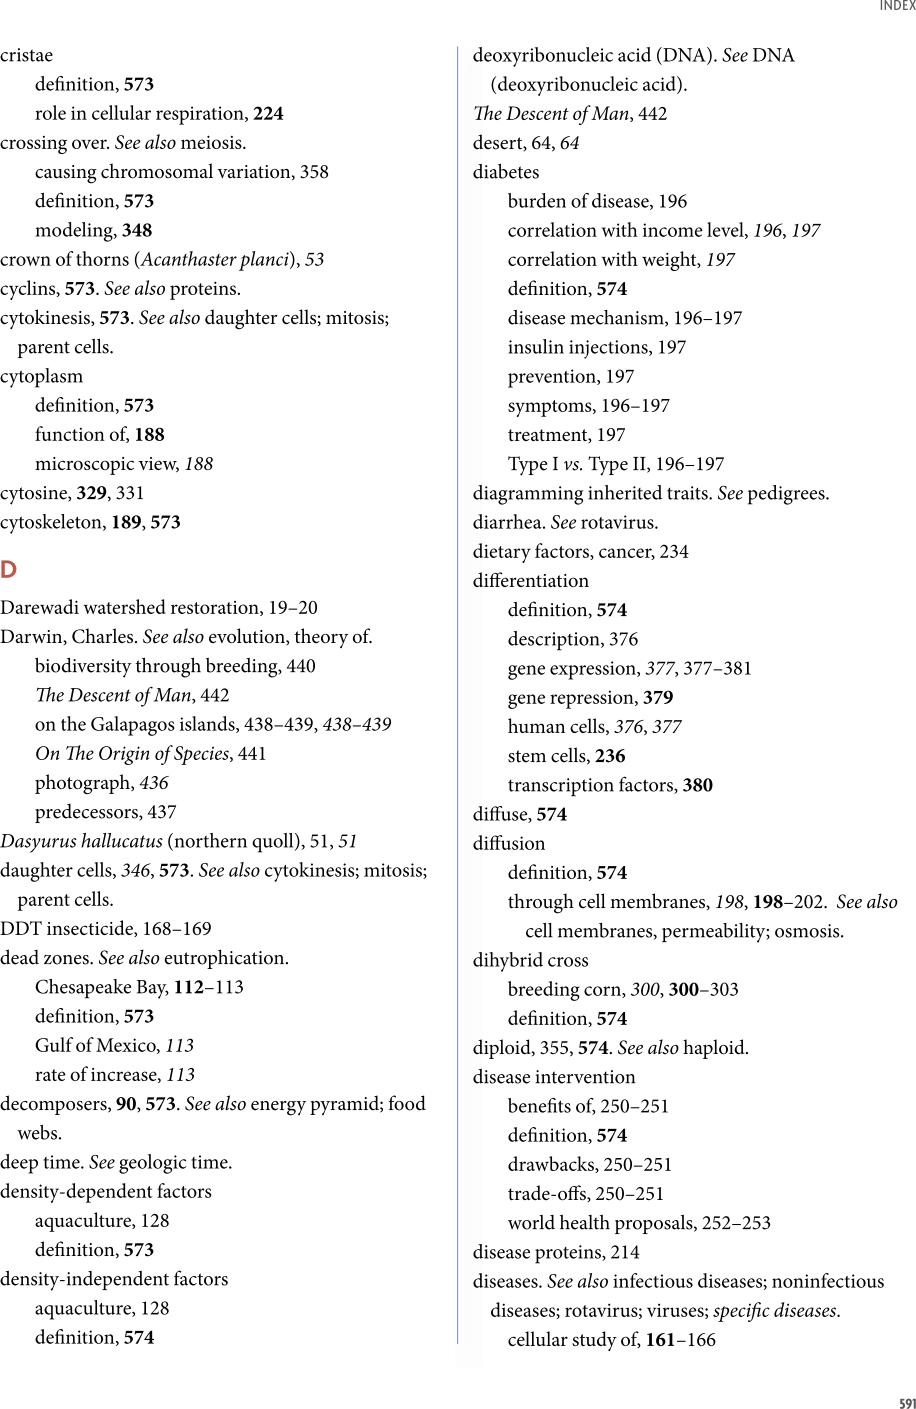 INDEX
cristae
definition, 573
role in cellular respiration, 224
crossing over. See also meiosis.
causing chromosomal variation, 358
definition, 573
modeling, 348
crown of thorns (Acanthaster planci), 53
cyclins, 573. See also proteins.
cytokinesis, 573. See also daughter cells; mitosis;
parent cells.
cytoplasm
definition, 573
function of, 188
microscopic view, 188
cytosine, 329, 331
cytoskeleton, 189, 573
D
Darewadi watershed restoration, 19–20
Darwin, Charles. See also evolution, theory of.
biodiversity through breeding, 440
The Descent of Man, 442
on the Galapagos islands, 438–439, 438–439
On The Origin of Species, 441
photograph, 436
predecessors, 437
Dasyurus hallucatus (northern quoll), 51, 51
daughter cells, 346, 573. See also cytokinesis; mitosis;
parent cells.
DDT insecticide, 168–169
dead zones. See also eutrophication.
Chesapeake Bay, 112–113
definition, 573
Gulf of Mexico, 113
rate of increase, 113
decomposers, 90, 573. See also energy pyramid; food
webs.
deep time. See geologic time.
density-dependent factors
aquaculture, 128
definition, 573
density-independent factors
aquaculture, 128
definition, 574
deoxyribonucleic acid (DNA). See DNA
(deoxyribonucleic acid).
The Descent of Man, 442
desert, 64, 64
diabetes
burden of disease, 196
correlation with income level, 196, 197
correlation with weight, 197
definition, 574
disease mechanism, 196–197
insulin injections, 197
prevention, 197
symptoms, 196–197
treatment, 197
Type I vs. Type II, 196–197
diagramming inherited traits. See pedigrees.
diarrhea. See rotavirus.
dietary factors, cancer, 234
differentiation
definition, 574
description, 376
gene expression, 377, 377–381
gene repression, 379
human cells, 376, 377
stem cells, 236
transcription factors, 380
diffuse, 574
diffusion
definition, 574
through cell membranes, 198, 198–202. See also
cell membranes, permeability; osmosis.
dihybrid cross
breeding corn, 300, 300–303
definition, 574
diploid, 355, 574. See also haploid.
disease intervention
benefits of, 250–251
definition, 574
drawbacks, 250–251
trade-offs, 250–251
world health proposals, 252–253
disease proteins, 214
diseases. See also infectious diseases; noninfectious
diseases; rotavirus; viruses; specific diseases.
cellular study of, 161–166
591